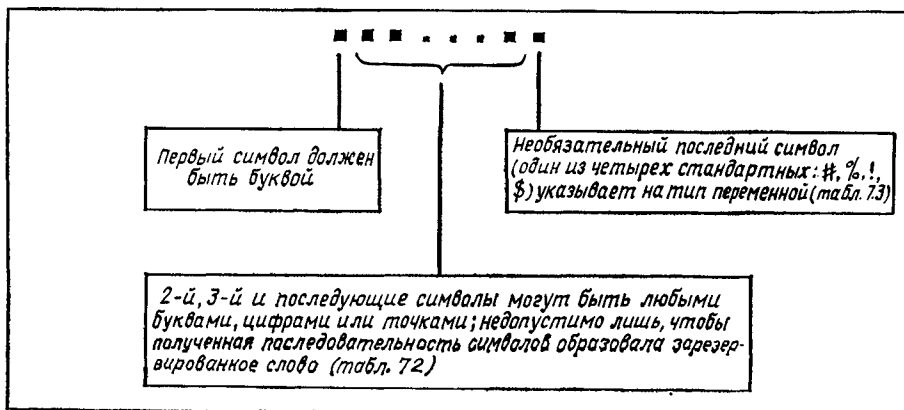 Первый символ должен
быть буквой
Необязательный последний символ
(один из четырех стандартных: #, %, !,
$) указывает на тип переменной (табл. 7.3)
2-й, 3-й и последующие символы могут быть любыми
буквами, цифрами или точками; недопустимо лишь, чтобы
полученная последовательность символов образовала зарезер-
вированное слово (табл. 72)